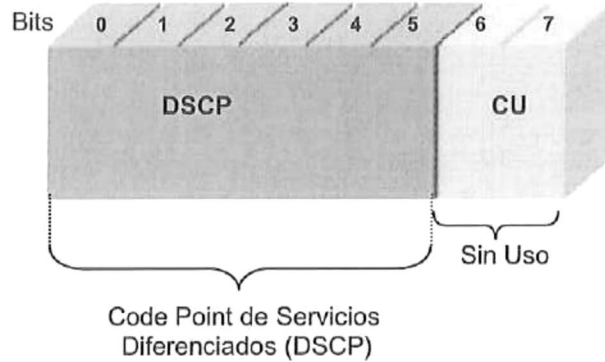 Bits 0 1 2 3 4 5 6 7
DSCP CU
Sin Uso
Code Point de Servicios
Diferenciados (DSCP)